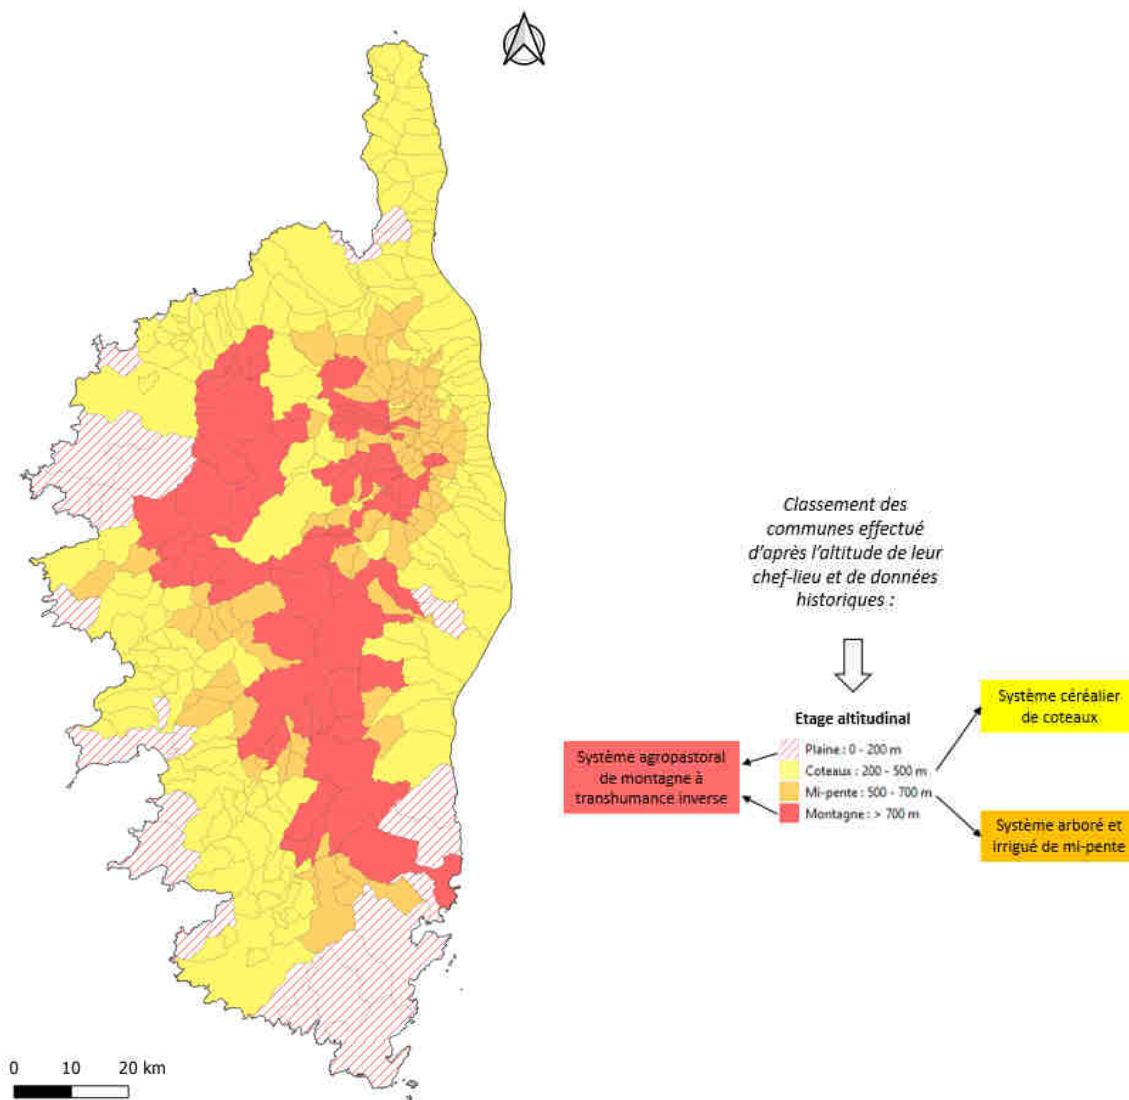 Classement des
communes effectué
d'après l'altitude de leur
chef-lieu et de données
historiques :
Etage altitudinal
Plaine : 0 - 200 m
Coteaux : 200 - 500 m
Mi-pente : 500 - 700 m
Montagne : > 700 m
Système agropastoral
de montagne à
transhumance inverse
Système céréalier
de coteaux
Système arboré et
irrigué de mi-pente
0 10 20 km